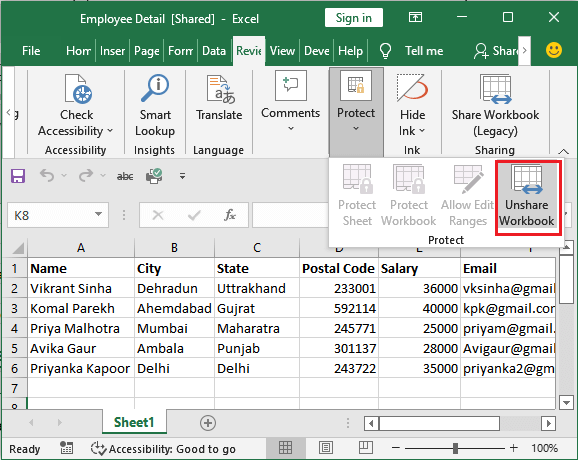 Employee Detail [Shared] - Excel
Sign in
File Hom Inser Page Forr Data Revie View Deve Help Tell me Share
Check Accessibility
Smart Lookup
Translate
Comments
Protect
Hide Ink
Share Workbook (Legacy)
Accessibility Insights Language Ink Sharing
abc
Protect Sheet
Protect Workbook
Allow Edit Ranges
Unshare Workbook
Protect
K8 fx
A B C D E F
1 Name City State Postal Code Salary Email
2 Vikrant Sinha Dehradun Uttrakhand 233001 36000 vksinha@gmail
3 Komal Parekh Ahemdabad Gujrat 592114 40000 kpk@gmail.com
4 Priya Malhotra Mumbai Maharatra 245771 25000 priyam@gmail.
5 Avika Gaur Ambala Punjab 301137 28000 Avigaur@gmail
6 Priyanka Kapoor Delhi Delhi 243722 35000 priyanka2@gm
7
8
Sheet1
Ready Accessibility: Good to go 100%